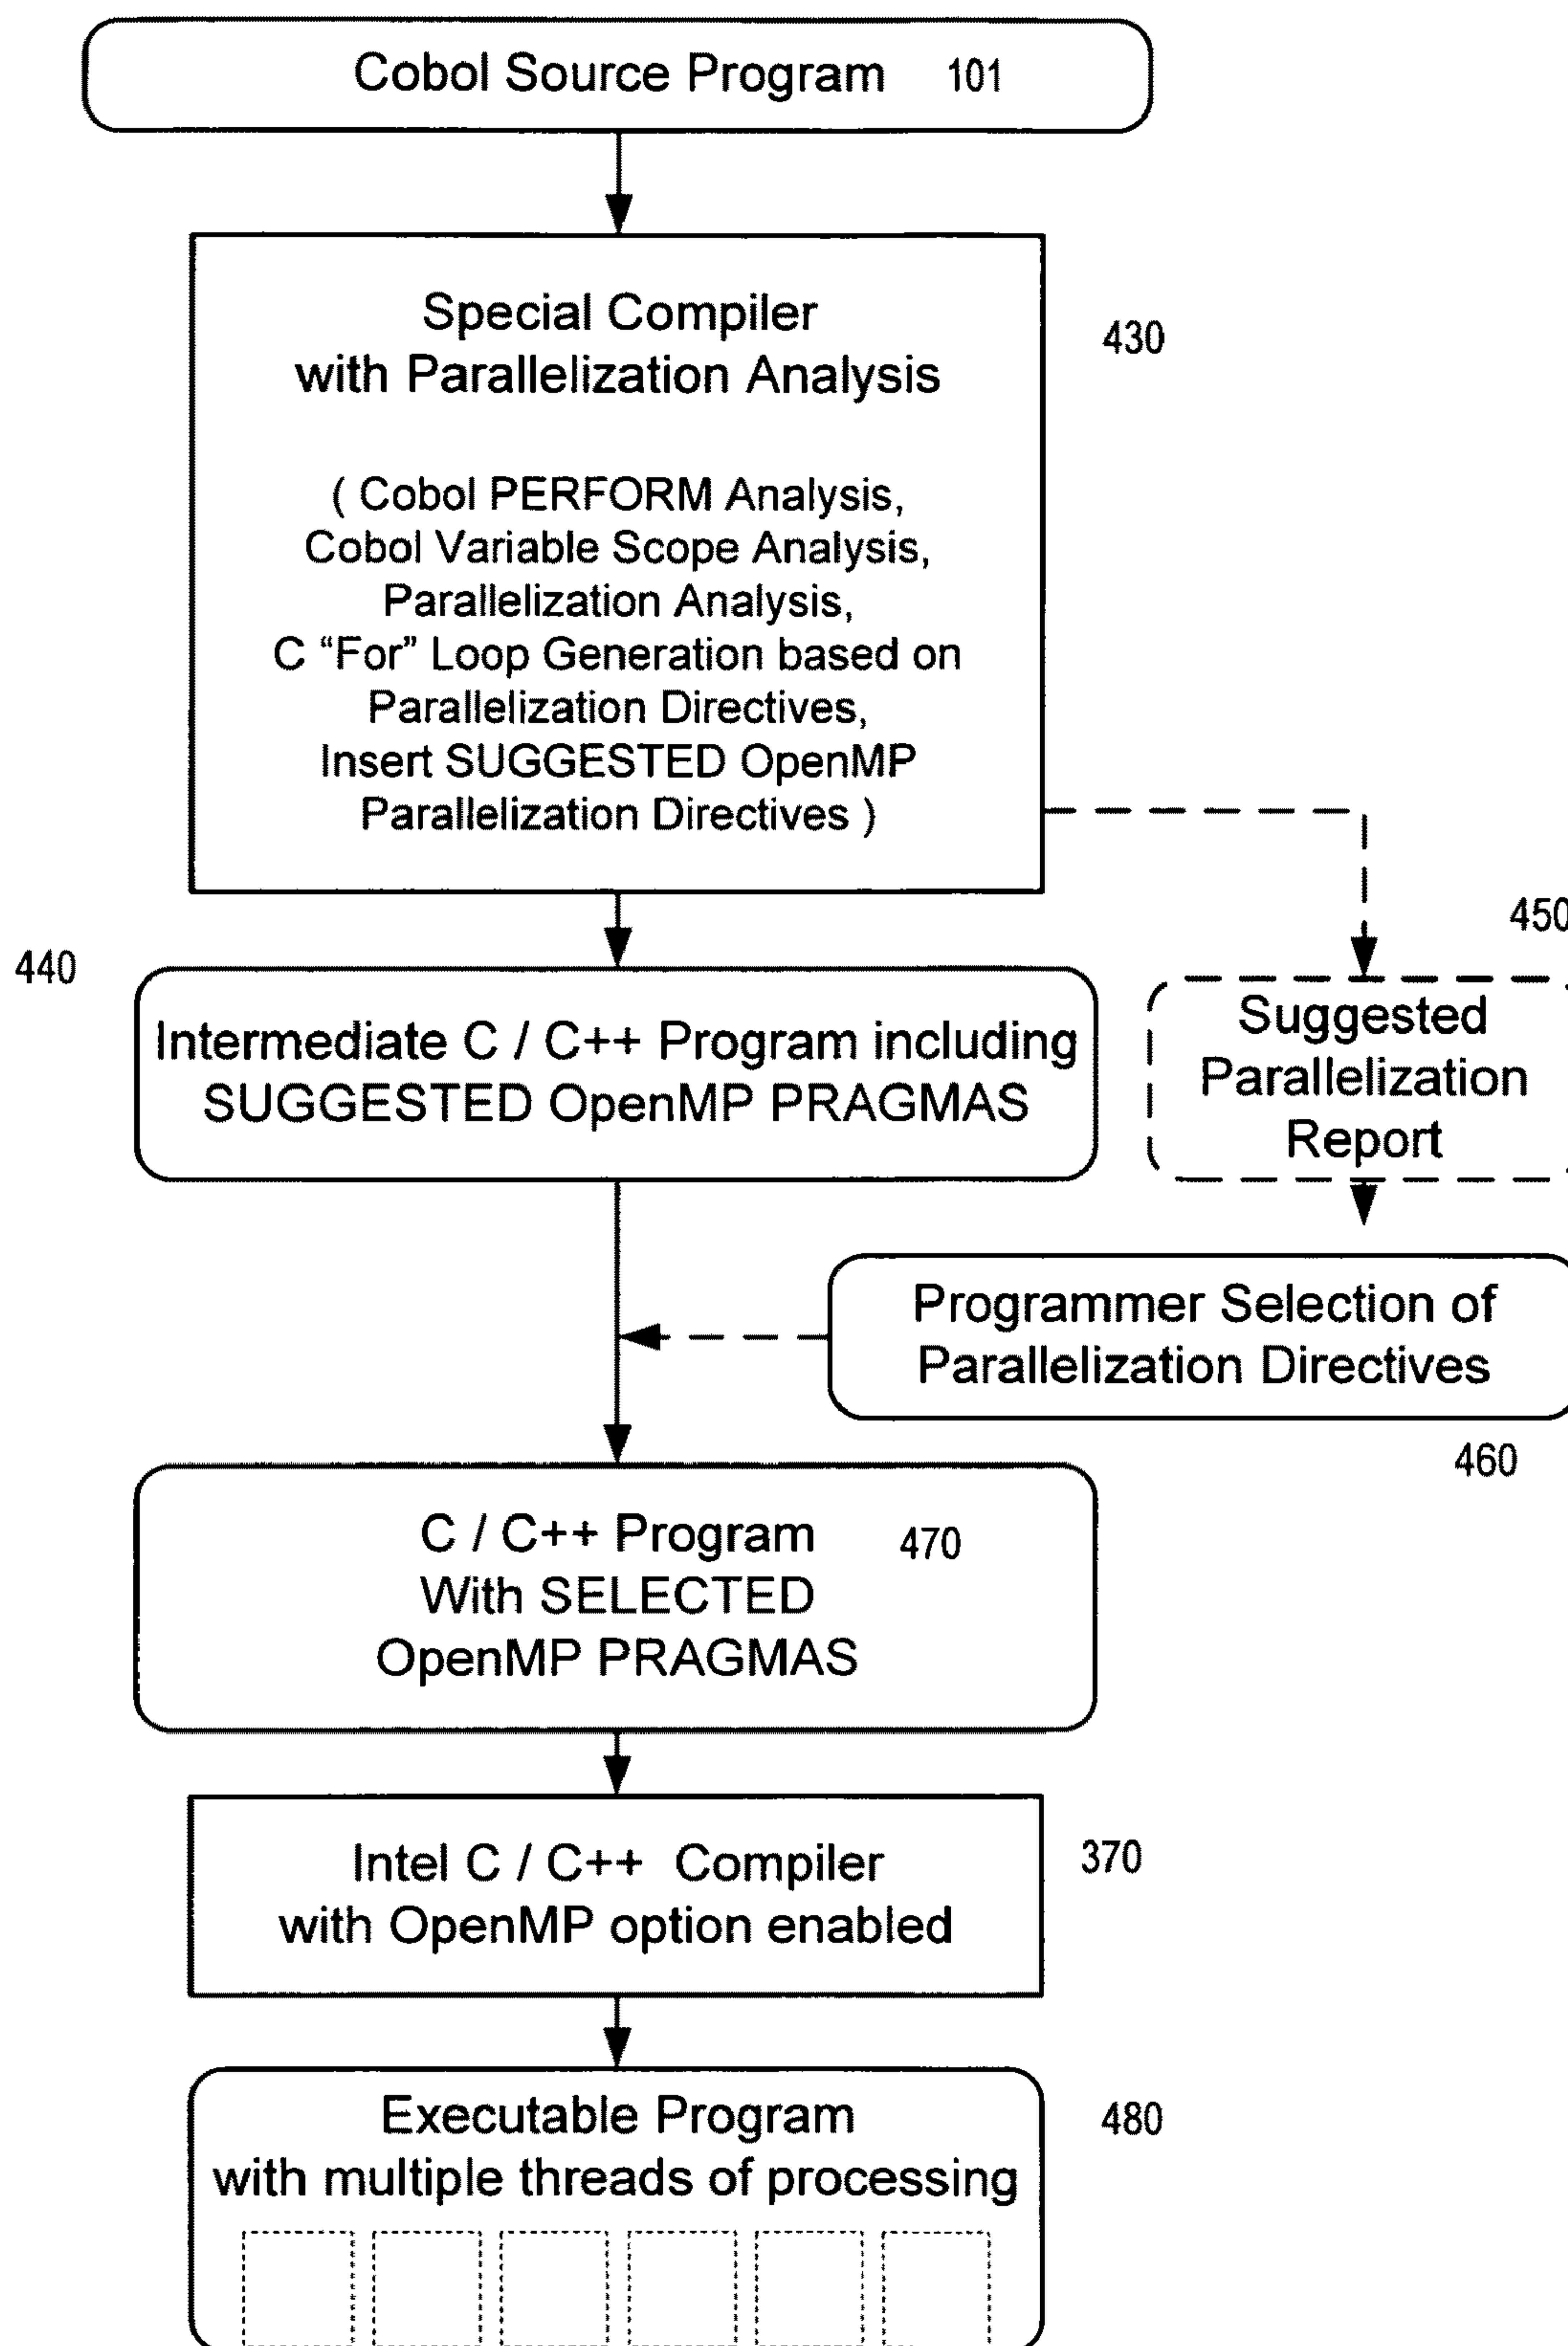 Cobol Source Program 101
Special Compiler
with Parallelization Analysis
430
( Cobol PERFORM Analysis,
Cobol Variable Scope Analysis,
Parallelization Analysis,
C “For” Loop Generation based on
Parallelization Directives,
Insert SUGGESTED OpenMP
Parallelization Directives )
440
Intermediate C / C++ Program including
SUGGESTED OpenMP PRAGMAS
450
Suggested
Parallelization
Report
Programmer Selection of
Parallelization Directives
460
C / C++ Program 470
With SELECTED
OpenMP PRAGMAS
Intel C / C++ Compiler
with OpenMP option enabled
370
Executable Program
with multiple threads of processing
480